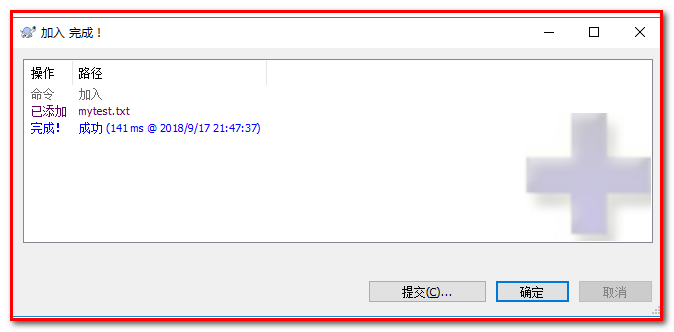 加入 完成！
操作 路径
命令 加入
已添加 mytest.txt
完成！ 成功 (141 ms @ 2018/9/17 21:47:37)
提交(C)... 确定 取消